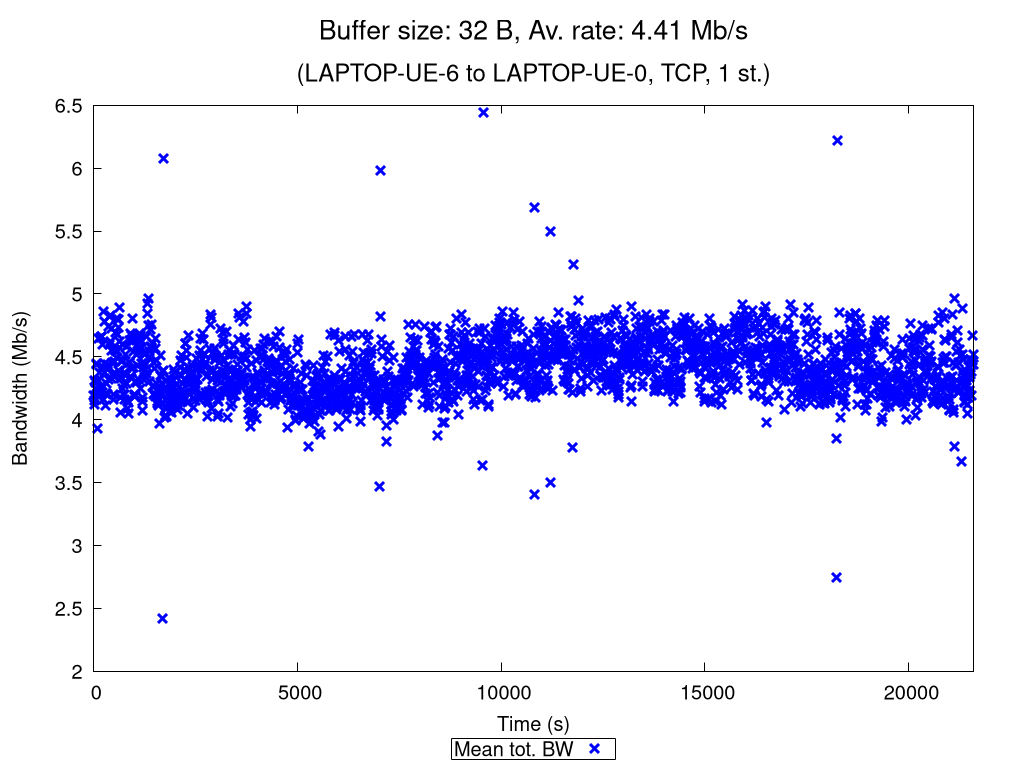 Buffer size: 32 B, Av. rate: 4.41 Mb/s
(LAPTOP-UE-6 to LAPTOP-UE-0, TCP, 1 st.)
6.5
6
5.5
5
4.5
4
3.5
3
2.5
2
Bandwidth (Mb/s)
0 5000 10000 15000 20000
Time (s)
Mean tot. BW